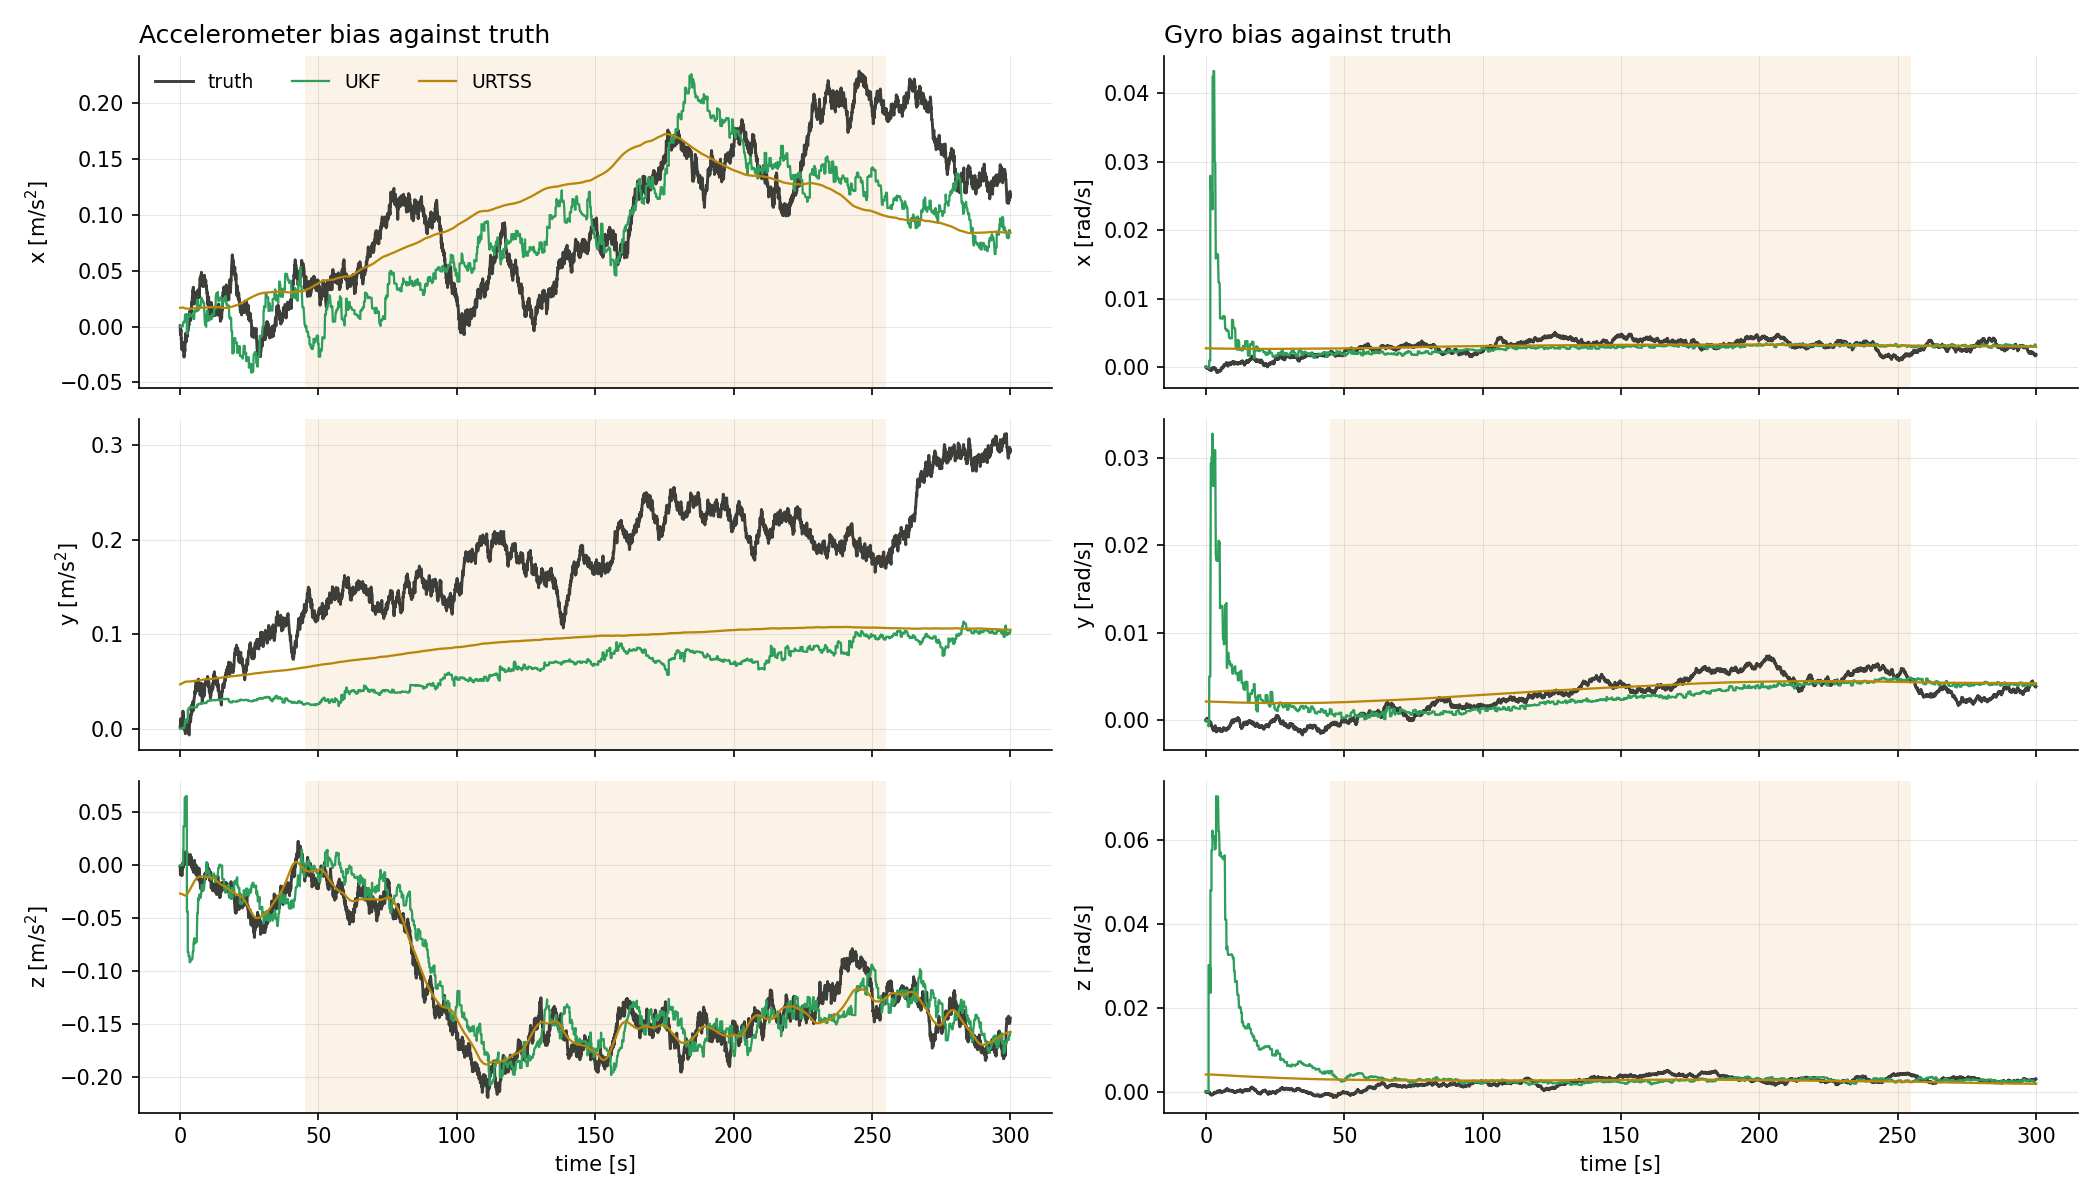 Accelerometer bias against truth
truth UKF URTSS
x [m/s²]
0.20
0.15
0.10
0.05
0.00
−0.05
Gyro bias against truth
x [rad/s]
0.04
0.03
0.02
0.01
0.00
y [m/s²]
0.3
0.2
0.1
0.0
y [rad/s]
0.03
0.02
0.01
0.00
z [m/s²]
0.05
0.00
−0.05
−0.10
−0.15
−0.20
0 50 100 150 200 250 300
time [s]
z [rad/s]
0.06
0.04
0.02
0.00
0 50 100 150 200 250 300
time [s]